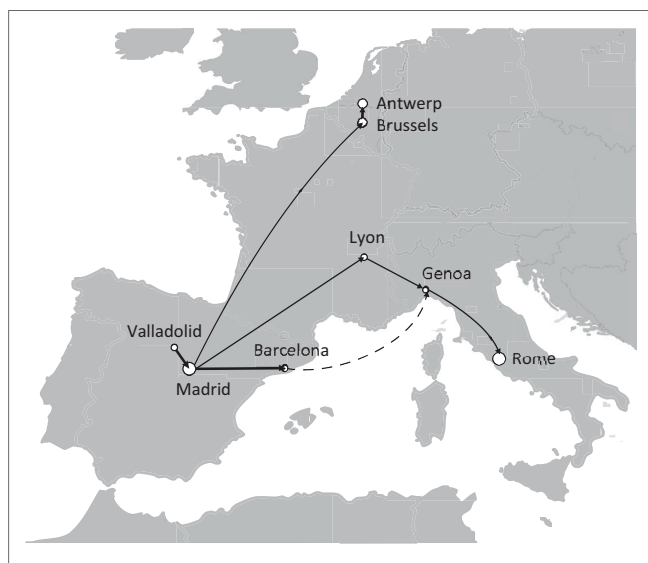 Antwerp
Brussels
Lyon
Genoa
Valladolid
Barcelona
Rome
Madrid